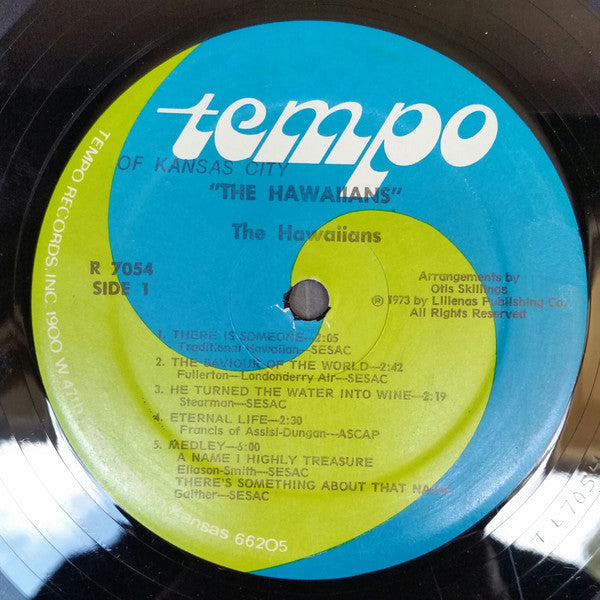 tempo
OF KANSAS CITY
"THE HAWAIIANS"
The Hawaiians
R 7054
SIDE 1
Arrangements by
Otis Skillings
℗ 1973 by Lillenas Publishing Co.
All Rights Reserved
1. THERE IS SOMEONE—2:05
Traditional Hawaiian—SESAC
2. THE SAVIOUR OF THE WORLD—2:42
Fullerton—Londonderry Air—SESAC
3. HE TURNED THE WATER INTO WINE—2:19
Stearman—SESAC
4. ETERNAL LIFE—2:30
Francis of Assisi-Dungan—ASCAP
5. MEDLEY—6:00
A NAME I HIGHLY TREASURE
Eliason-Smith—SESAC
THERE'S SOMETHING ABOUT THAT NAME
Gaither—SESAC
TEMPO RECORDS, INC. 1900 W 47th
Kansas 66205